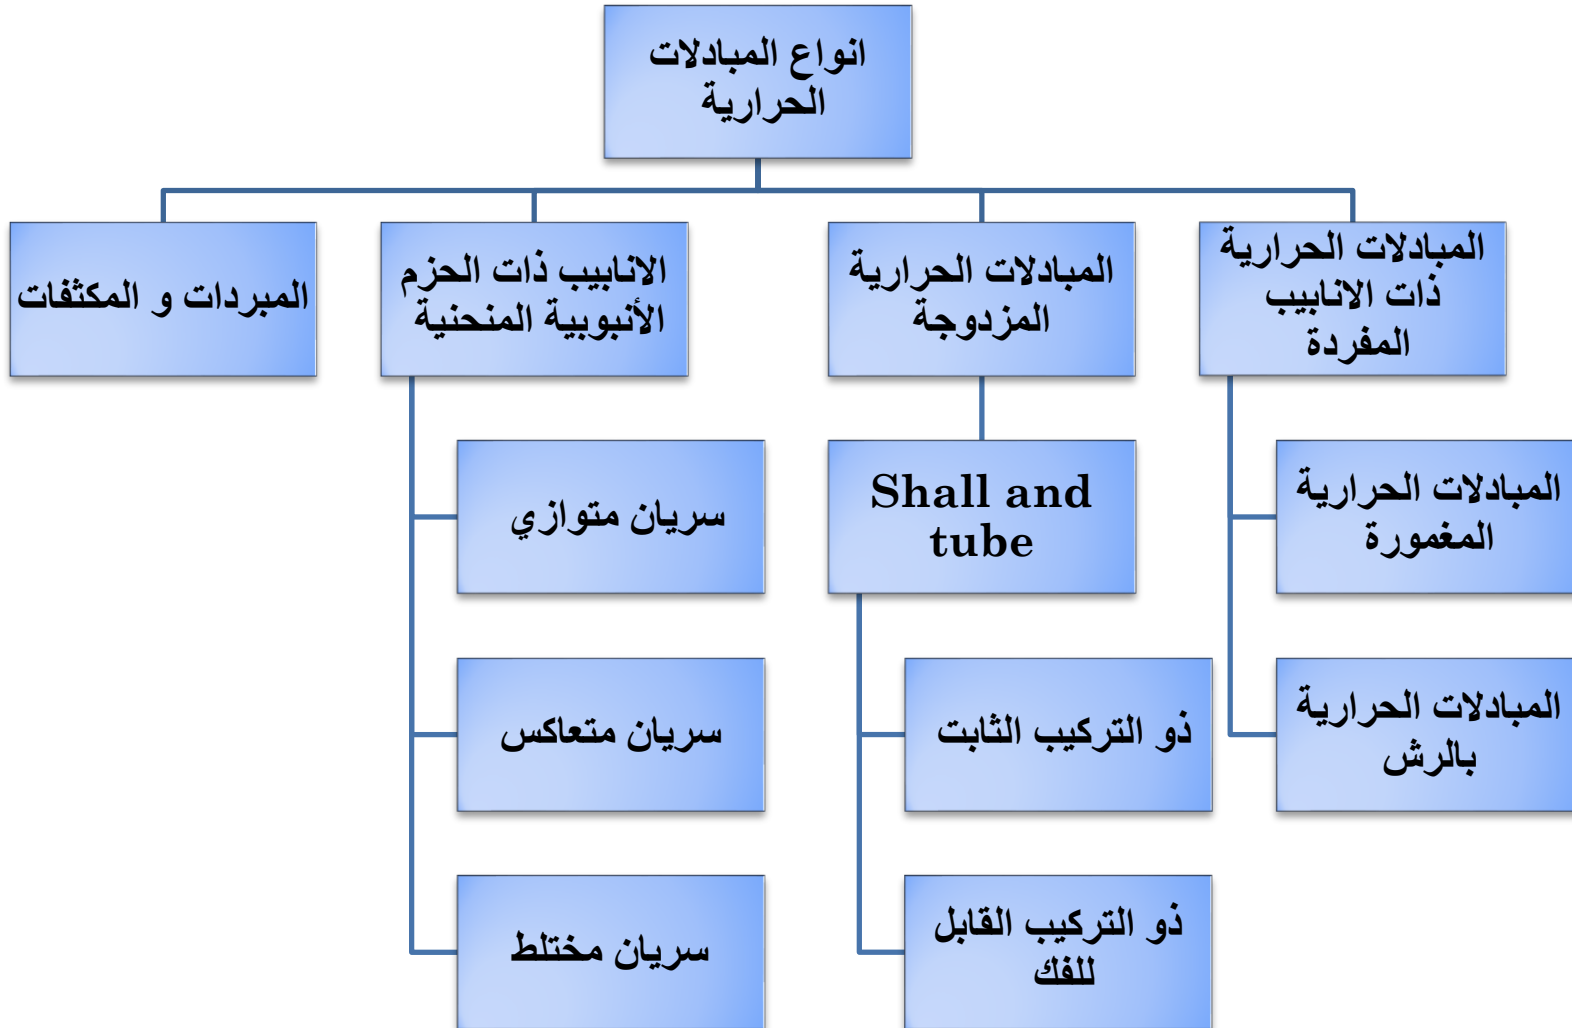 انواع المبادلات
الحرارية
المبادلات الحرارية
ذات الانابيب
المفردة
المبادلات الحرارية
المزدوجة
الانابيب ذات الحزم
الأنبوبية المنحنية
المبردات و المكثفات
المبادلات الحرارية
المغمورة
Shall and
tube
سريان متوازي
المبادلات الحرارية
بالرش
ذو التركيب الثابت
سريان متعاكس
ذو التركيب القابل
للفك
سريان مختلط